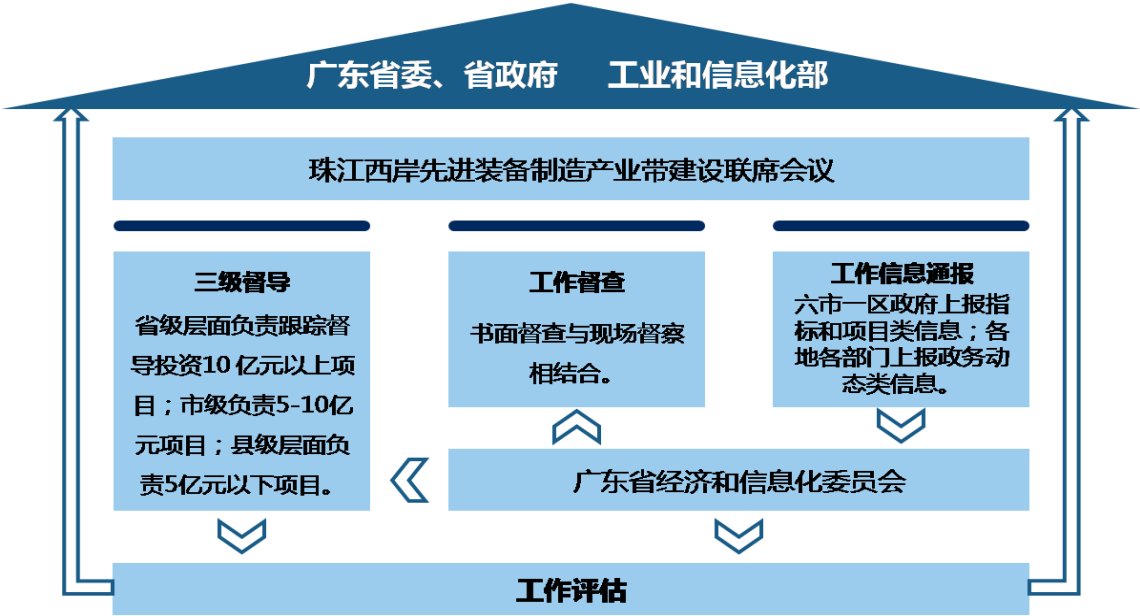 广东省委、省政府 工业和信息化部
珠江西岸先进装备制造产业带建设联席会议
三级督导
省级层面负责跟踪督
导投资10亿元以上项
目；市级负责5-10亿
元项目；县级层面负
责5亿元以下项目。
工作督查
书面督查与现场督察
相结合。
工作信息通报
六市一区政府上报指
标和项目类信息；各
地各部门上报政务动
态类信息。
广东省经济和信息化委员会
工作评估